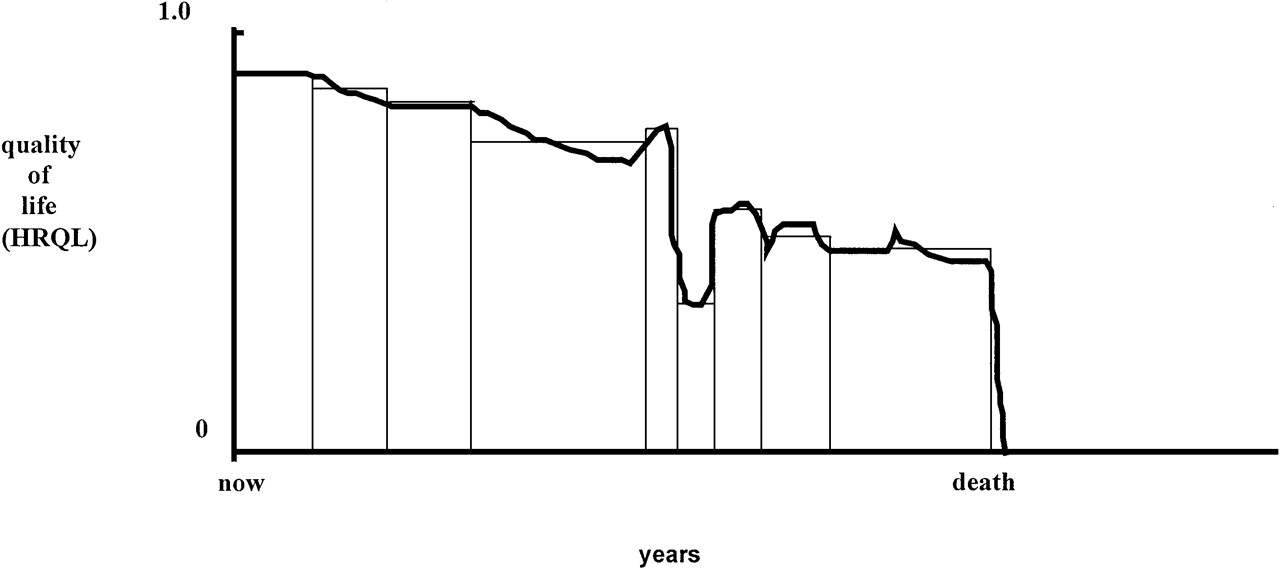 1.0
quality
of
life
(HRQL)
0
now
death
years